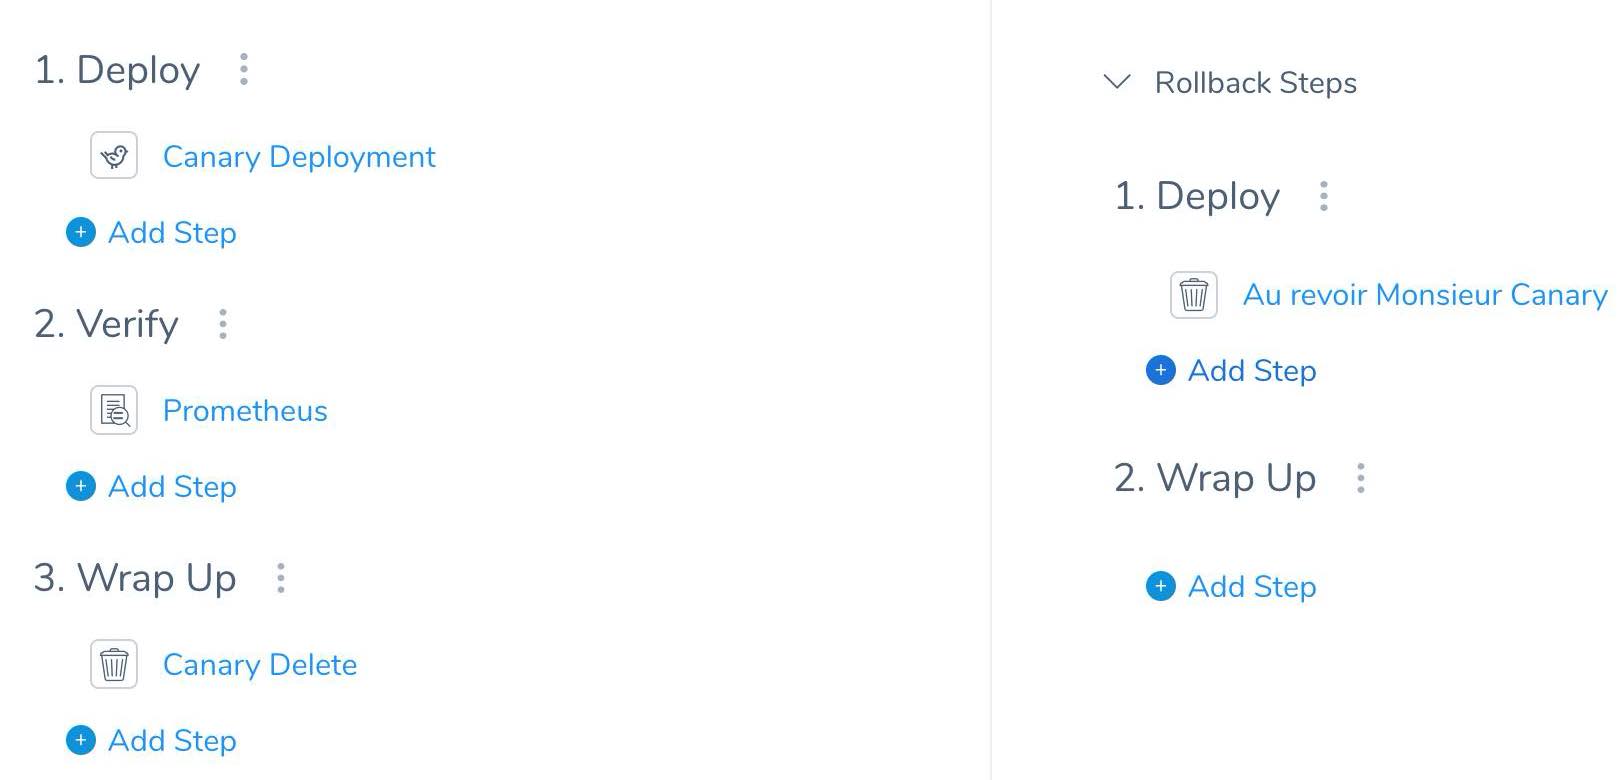 1. Deploy
Canary Deployment
+ Add Step
2. Verify
Prometheus
+ Add Step
3. Wrap Up
Canary Delete
+ Add Step
Rollback Steps
1. Deploy
Au revoir Monsieur Canary
+ Add Step
2. Wrap Up
+ Add Step